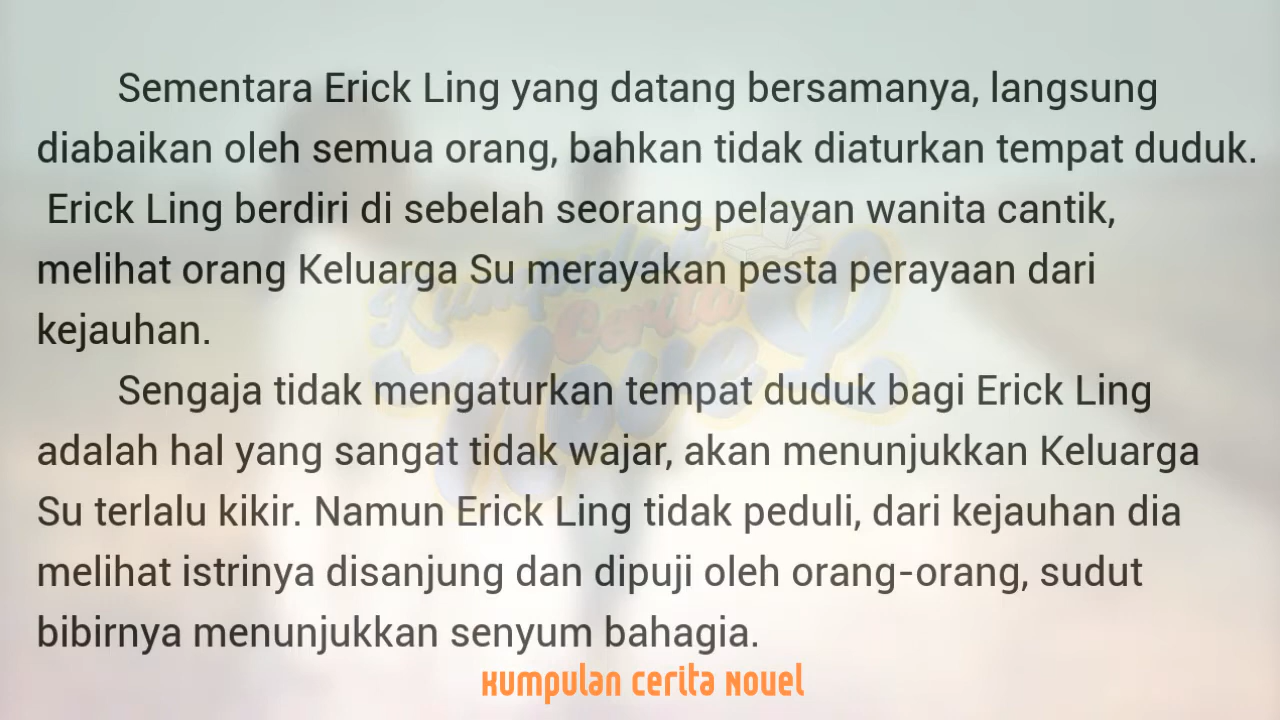 Sementara Erick Ling yang datang bersamanya, langsung
diabaikan oleh semua orang, bahkan tidak diaturkan tempat duduk.
Erick Ling berdiri di sebelah seorang pelayan wanita cantik,
melihat orang Keluarga Su merayakan pesta perayaan dari
kejauhan.
Sengaja tidak mengaturkan tempat duduk bagi Erick Ling
adalah hal yang sangat tidak wajar, akan menunjukkan Keluarga
Su terlalu kikir. Namun Erick Ling tidak peduli, dari kejauhan dia
melihat istrinya disanjung dan dipuji oleh orang-orang, sudut
bibirnya menunjukkan senyum bahagia.
Kumpulan Cerita Novel
Kumpulan
Cerita
Novel